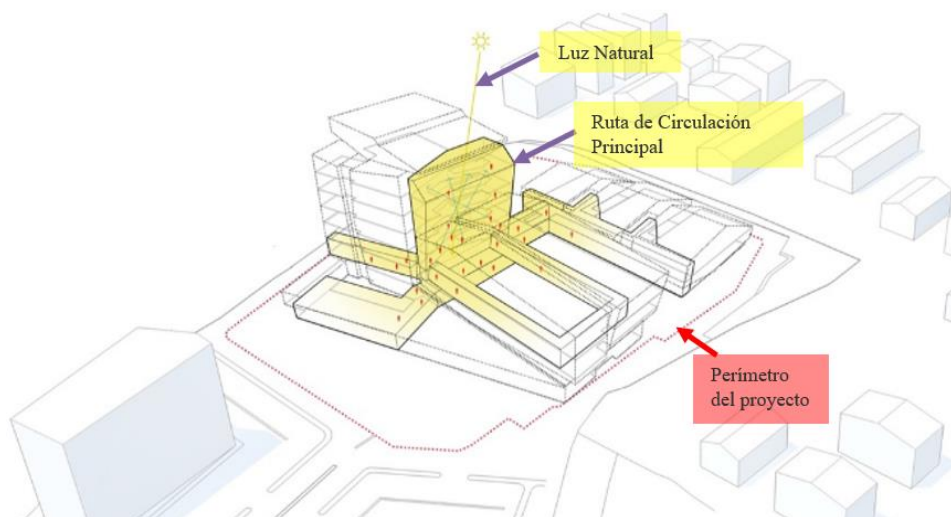 Luz Natural
Ruta de Circulación
Principal
Perímetro
del proyecto